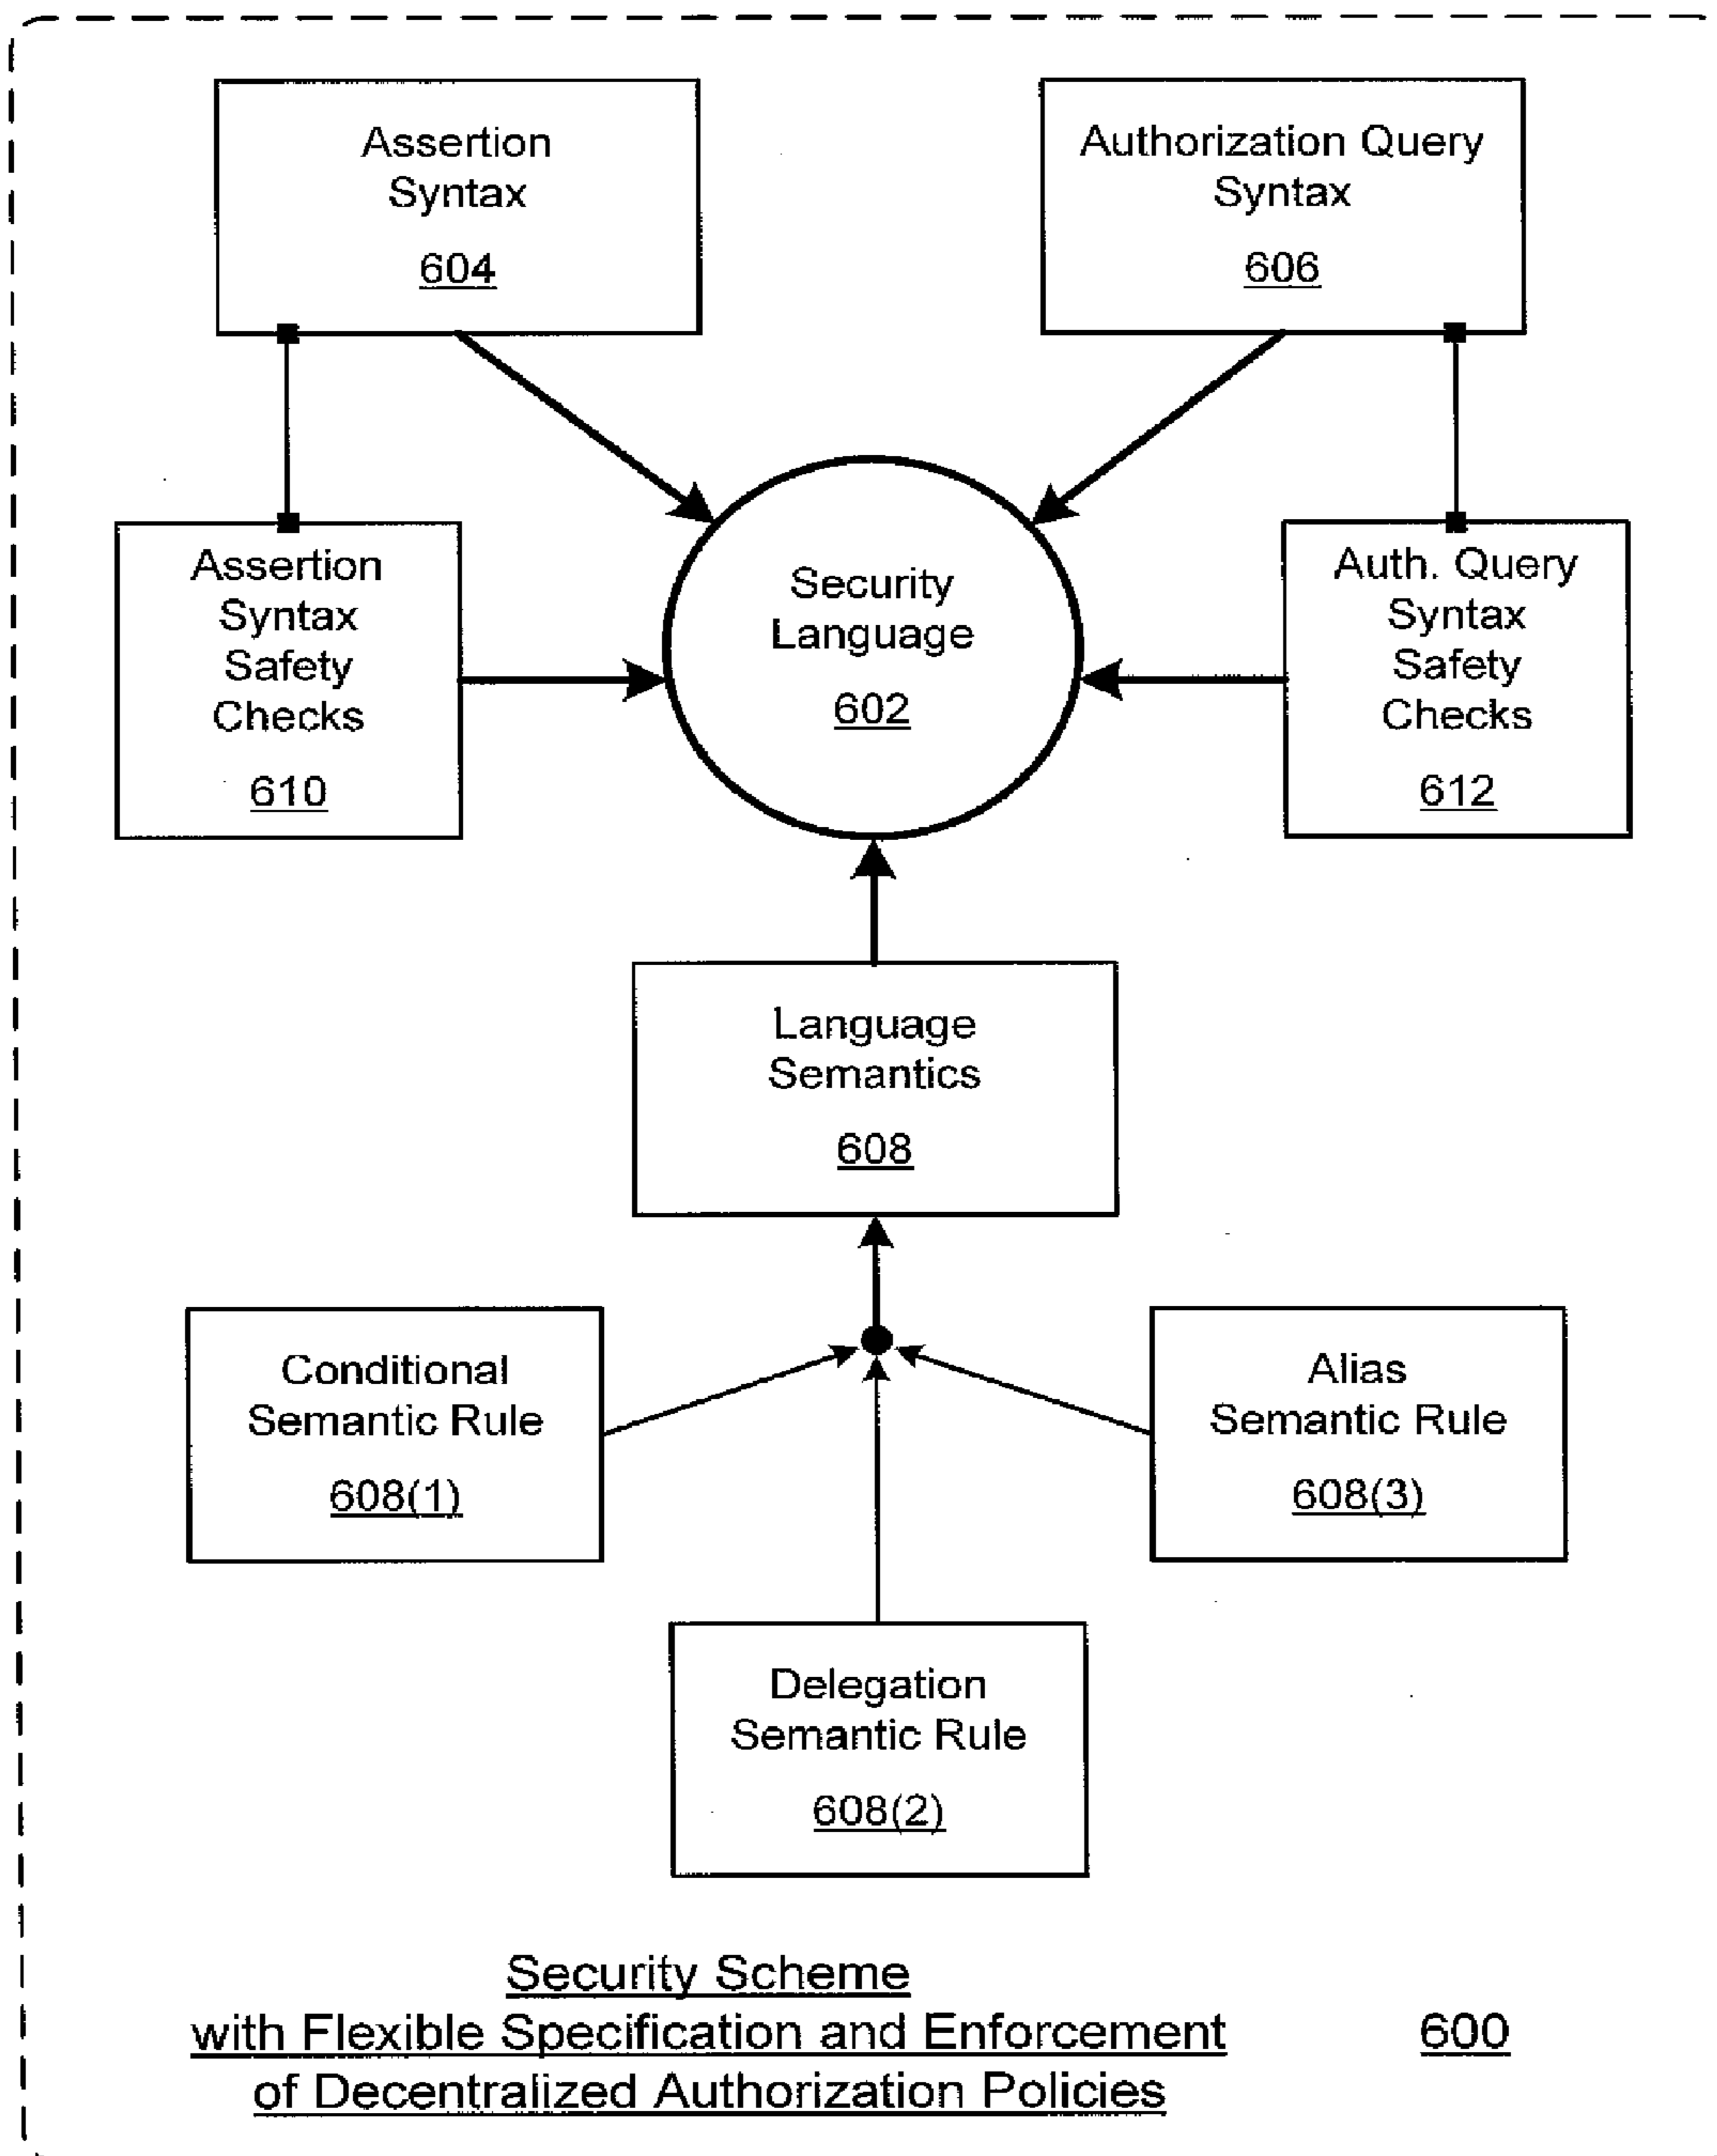 Assertion
Syntax
604
Authorization Query
Syntax
606
Assertion
Syntax
Safety
Checks
610
Security
Language
602
Auth. Query
Syntax
Safety
Checks
612
Language
Semantics
608
Conditional
Semantic Rule
608(1)
Alias
Semantic Rule
608(3)
Delegation
Semantic Rule
608(2)
Security Scheme
with Flexible Specification and Enforcement
of Decentralized Authorization Policies
600